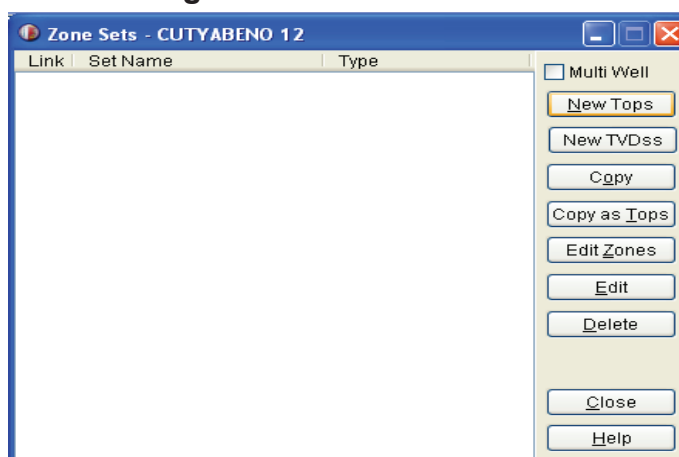 Zone Sets - CUTYABENO 12
Link Set Name Type
Multi Well
New Tops
New TVDss
Copy
Copy as Tops
Edit Zones
Edit
Delete
Close
Help